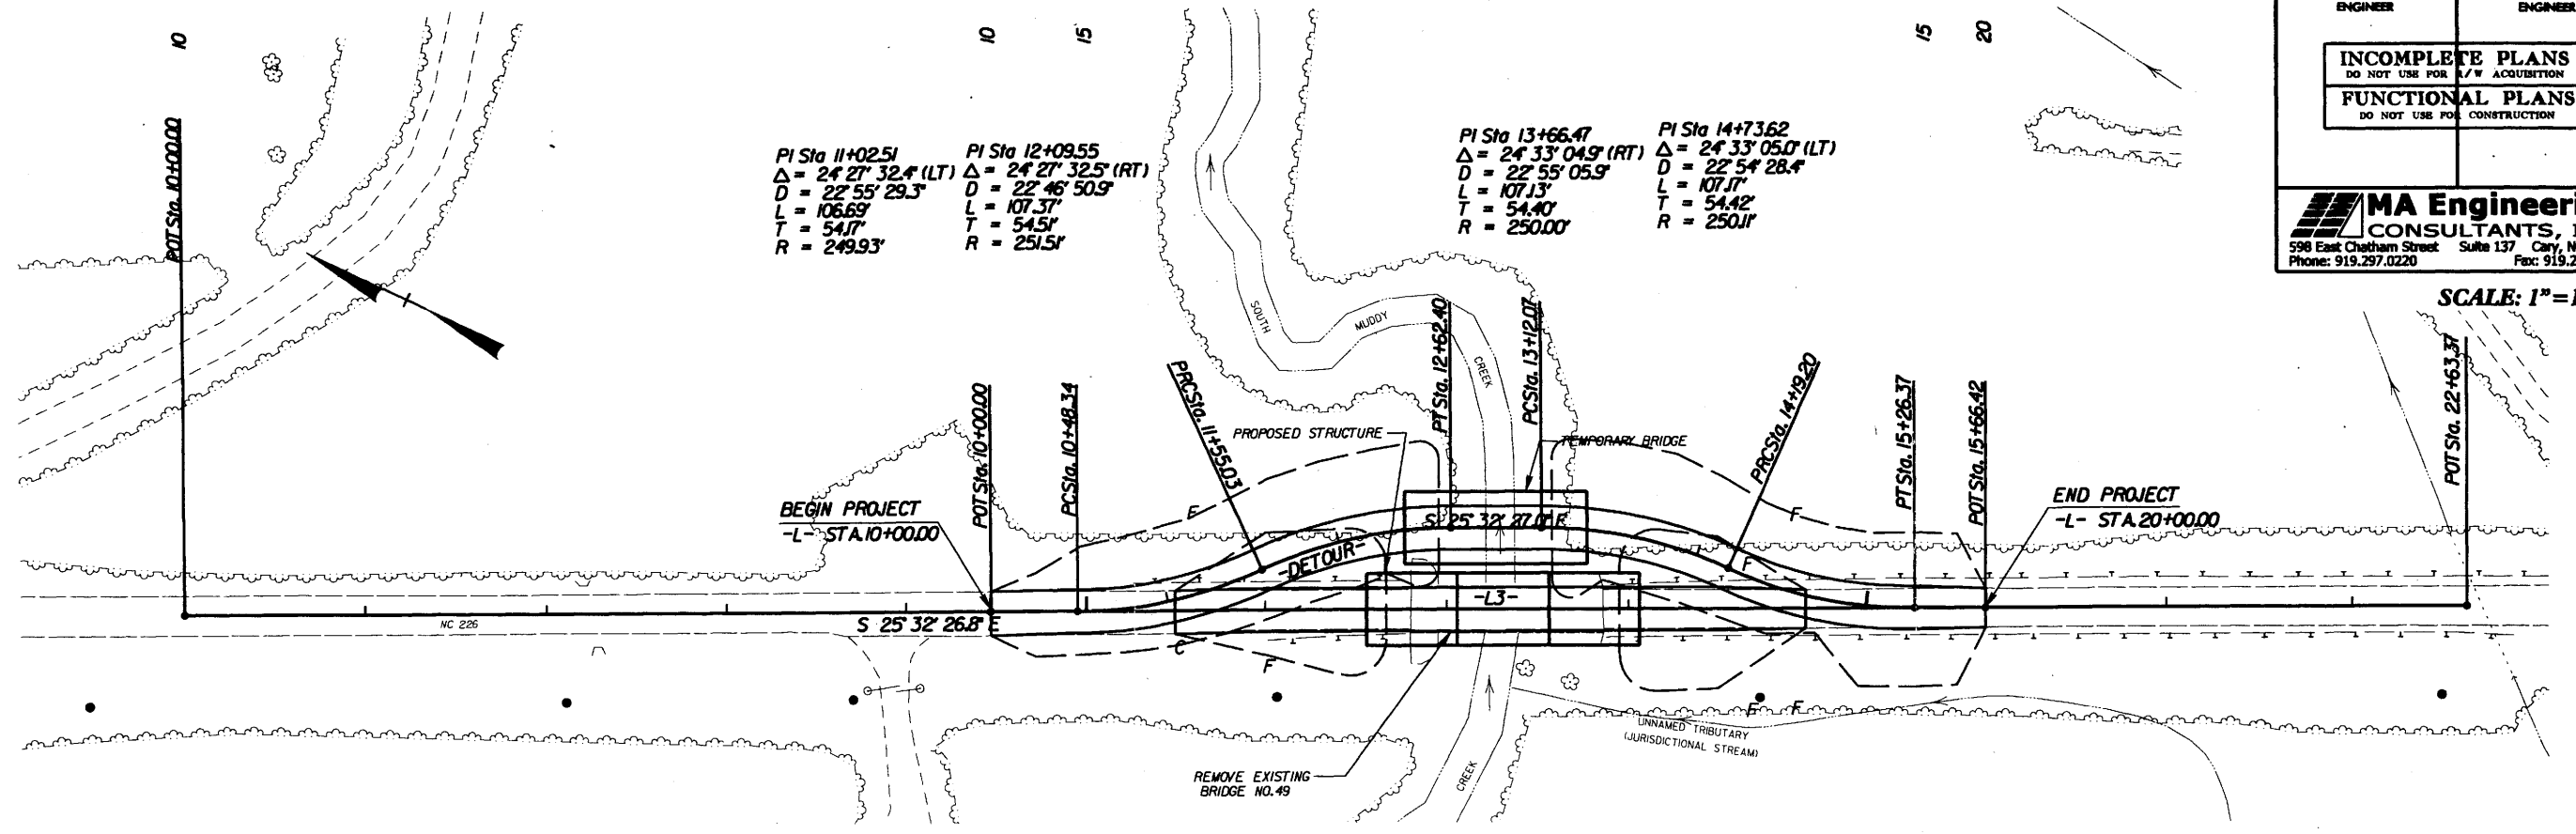 10
10
15
15
20
ENGINEER
ENGINEER
INCOMPLETE PLANS
DO NOT USE FOR R/W ACQUISITION
FUNCTIONAL PLANS
DO NOT USE FOR CONSTRUCTION
MA Engineeri
CONSULTANTS, I
598 East Chatham Street Suite 137 Cary, N
Phone: 919.297.0220 Fax: 919.2
SCALE: 1"=1
PI Sta 11+02.51
Δ = 24° 27' 32.4" (LT)
D = 22° 55' 29.3"
L = 106.69'
T = 54.17'
R = 249.93'
PI Sta 12+09.55
Δ = 24° 27' 32.5" (RT)
D = 22° 46' 50.9"
L = 107.37'
T = 54.51'
R = 251.51'
PI Sta 13+66.47
Δ = 24° 33' 04.9" (RT)
D = 22° 55' 05.9"
L = 107.13'
T = 54.40'
R = 250.00'
PI Sta 14+73.62
Δ = 24° 33' 05.0" (LT)
D = 22° 54' 28.4"
L = 107.17'
T = 54.42'
R = 250.11'
POT Sta. 10+00.00
POT Sta. 10+00.00
PC Sta. 10+48.34
PRC Sta. 11+55.03
PT Sta. 12+62.40
PC Sta. 13+12.07
PRC Sta. 14+19.20
PT Sta. 15+26.37
POT Sta. 15+66.42
POT Sta. 22+63.37
SOUTH
MUDDY
CREEK
PROPOSED STRUCTURE
TEMPORARY BRIDGE
BEGIN PROJECT
-L- STA.10+00.00
END PROJECT
-L- STA.20+00.00
S 25° 32' 27.0" E
-DETOUR-
-L3-
F
F
F
C
F
NC 226
S 25° 32' 26.8" E
F
F
UNNAMED TRIBUTARY
(JURISDICTIONAL STREAM)
REMOVE EXISTING
BRIDGE NO.49
CREEK